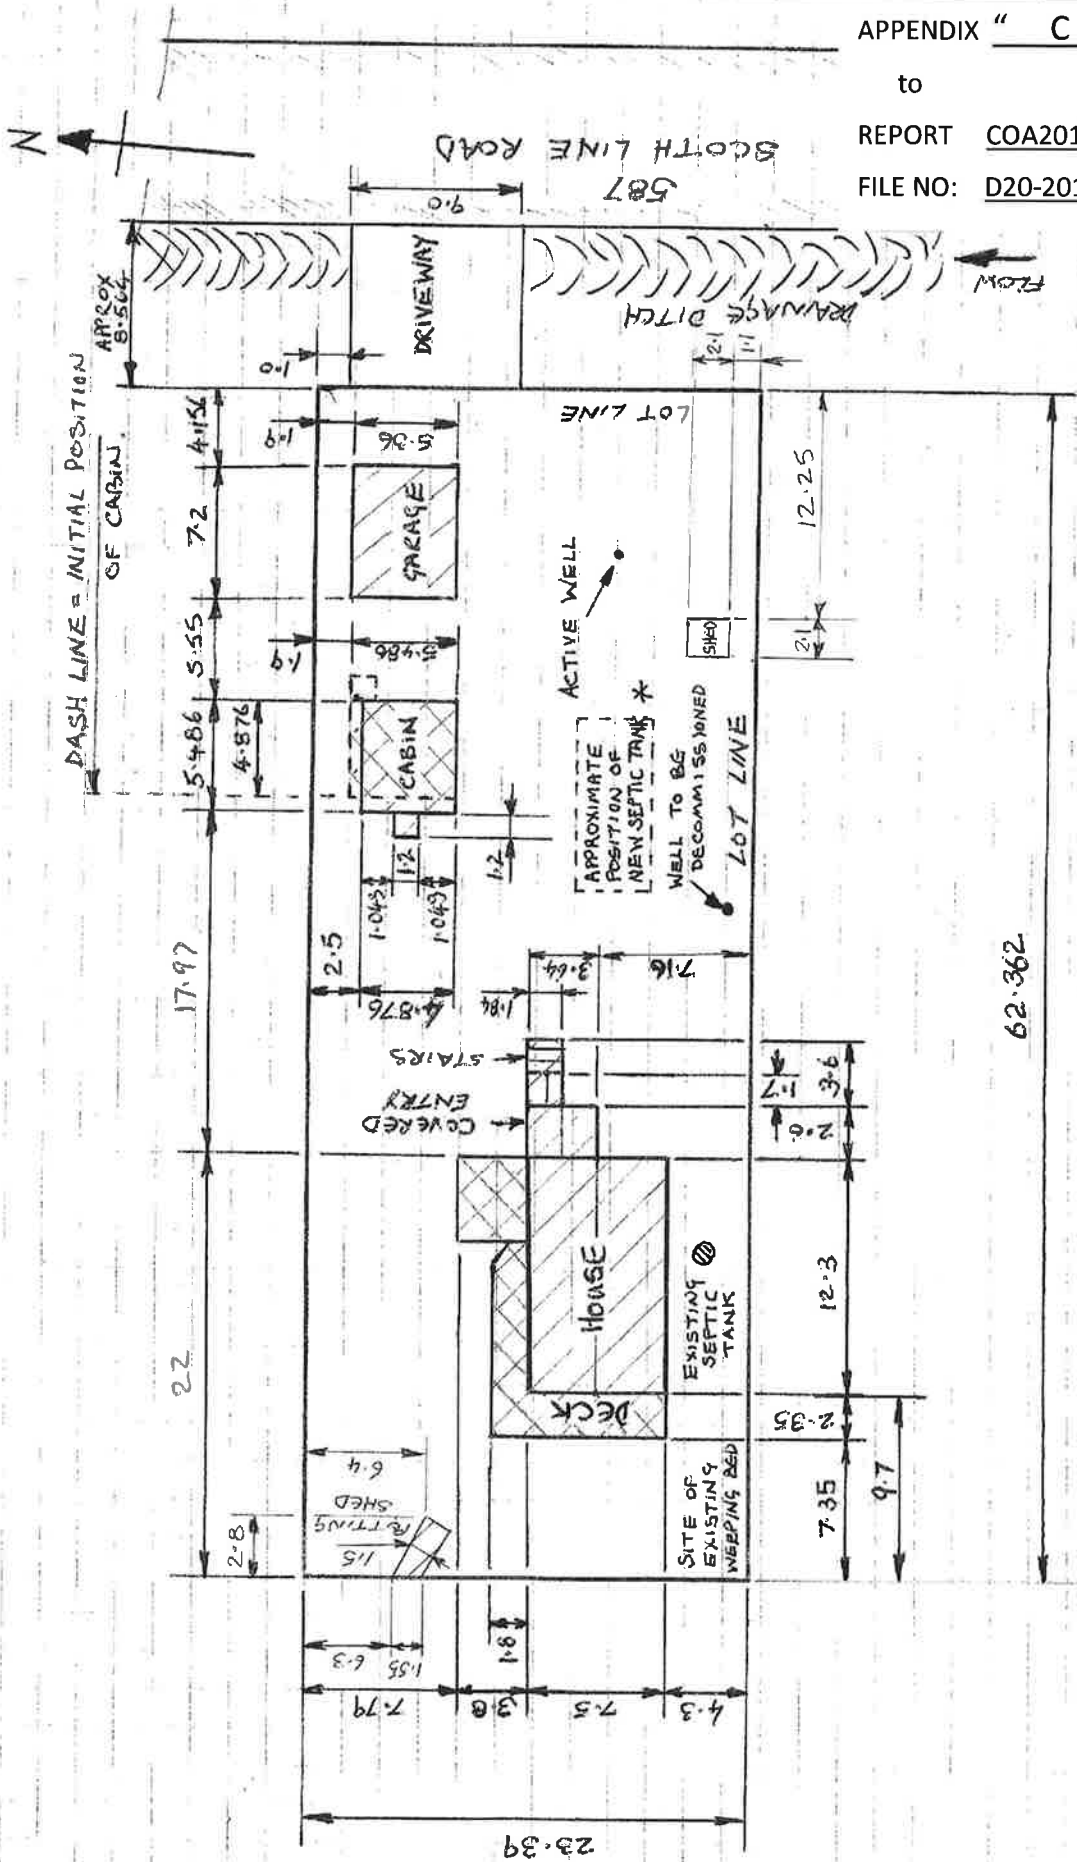 APPENDIX " C
to
REPORT COA201
FILE NO: D20-201
N
587
SCOTH LINE ROAD
9.0
APPROX
8.564
DRIVEWAY
DRAINAGE DITCH
FLOW
DASH LINE = INITIAL POSITION
OF CABIN
1.0
2.1
1.1
LOT LINE
4.156
7.2
5.55
5.486
4.876
17.97
22
1.9
5.36
GARAGE
1.9
5.486
CABIN
1.2
1.2
1.043
1.043
2.5
4.876
ACTIVE WELL
APPROXIMATE
POSITION OF
NEW SEPTIC TANK *
WELL TO BE
DECOMMISSIONED
LOT LINE
SHED
12.25
2.1
62.362
1.84
3.64
7.16
STAIRS
COVERED
ENTRY
1.7
3.6
2.6
12.3
2.35
7.35
9.7
HOUSE
DECK
EXISTING
SEPTIC
TANK
SITE OF
EXISTING
WEEPING BED
2.8
6.4
ROTTING
SHED
1.5
6.3
1.55
1.8
7.79
3.8
7.5
4.3
23.39